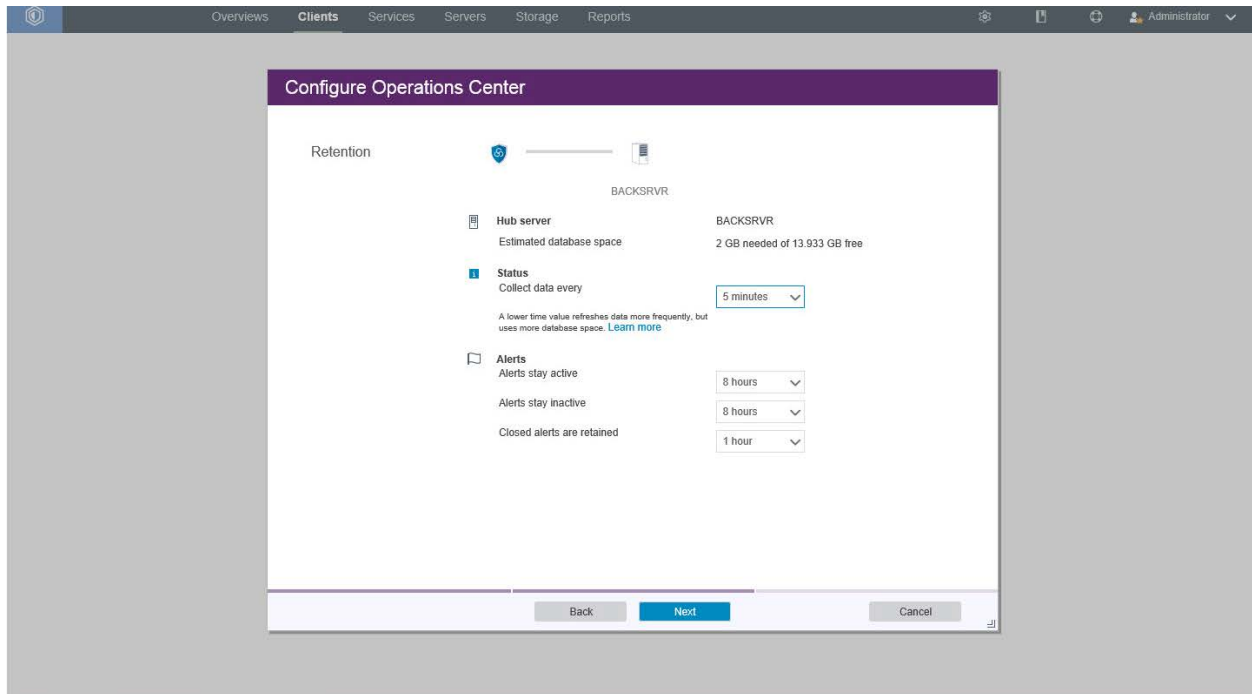 Overviews Clients Services Servers Storage Reports Administrator
Configure Operations Center
Retention
BACKSRVR
Hub server BACKSRVR
Estimated database space 2 GB needed of 13.933 GB free
Status
Collect data every 5 minutes
A lower time value refreshes data more frequently, but
uses more database space. Learn more
Alerts
Alerts stay active 8 hours
Alerts stay inactive 8 hours
Closed alerts are retained 1 hour
Back Next Cancel